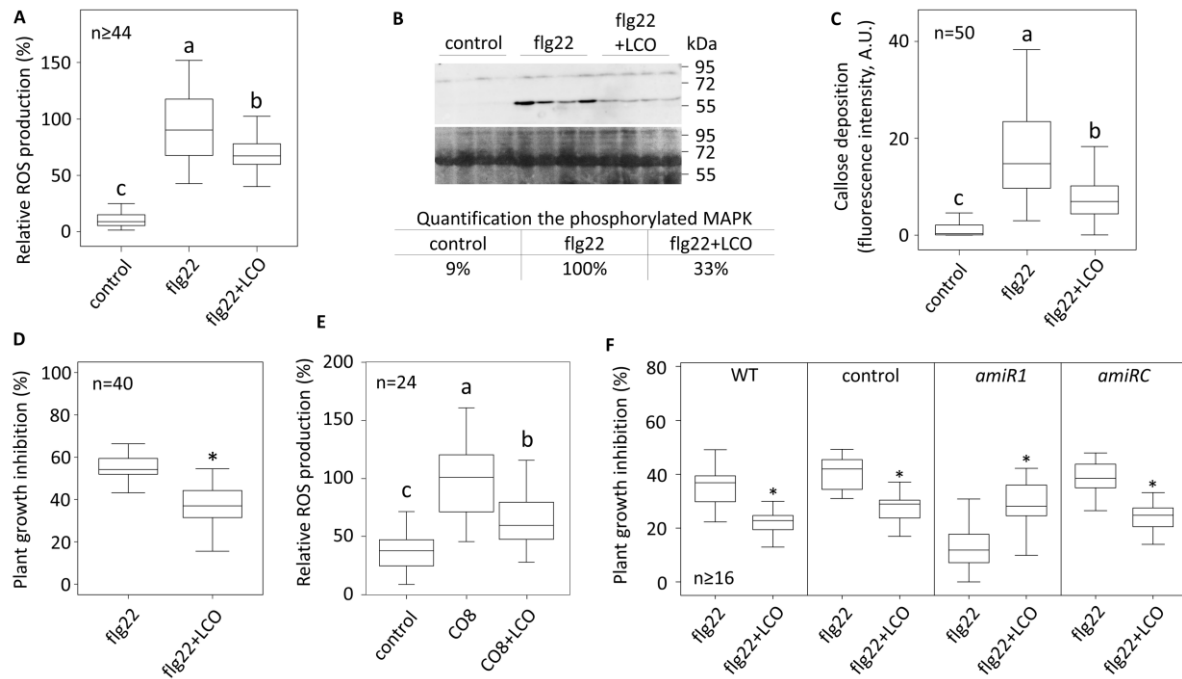 A
n≥44
Relative ROS production (%)
150
100
50
0
a
b
c
control
flg22
flg22+LCO
B
control
flg22
flg22
+LCO
kDa
95
72
55
95
72
55
Quantification the phosphorylated MAPK
control flg22 flg22+LCO
9% 100% 33%
C
n=50
Callose deposition
(fluorescence intensity, A.U.)
40
20
0
a
b
c
control
flg22
flg22+LCO
D
n=40
Plant growth inhibition (%)
100
80
60
40
20
0
*
flg22
flg22+LCO
E
n=24
Relative ROS production (%)
200
150
100
50
0
a
b
c
control
CO8
CO8+LCO
F
WT control amiR1 amiRC
Plant growth inhibition (%)
80
60
40
20
0
* * * *
n≥16
flg22
flg22+LCO
flg22
flg22+LCO
flg22
flg22+LCO
flg22
flg22+LCO